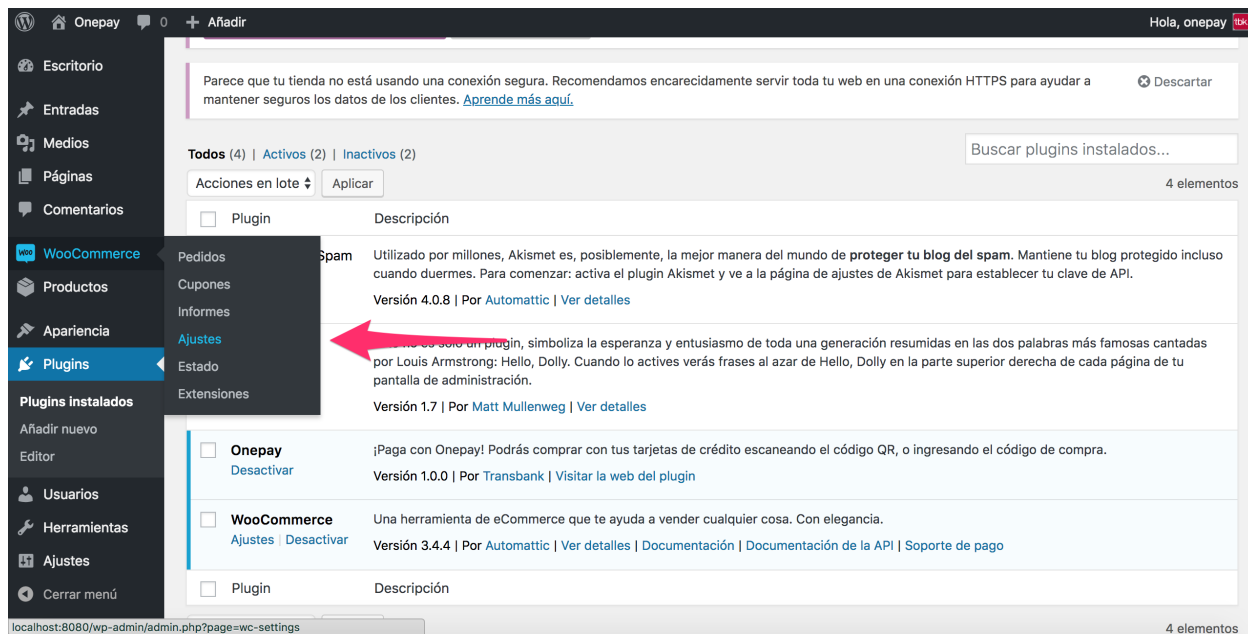 Onepay 0 Añadir Hola, onepay tbk
Escritorio
Entradas
Medios
Páginas
Comentarios
WOO WooCommerce
Productos
Apariencia
Plugins
Plugins instalados
Añadir nuevo
Editor
Usuarios
Herramientas
Ajustes
Cerrar menú
Pedidos
Cupones
Informes
Ajustes
Estado
Extensiones
Parece que tu tienda no está usando una conexión segura. Recomendamos encarecidamente servir toda tu web en una conexión HTTPS para ayudar a
mantener seguros los datos de los clientes. Aprende más aquí.
Descartar
Todos (4) | Activos (2) | Inactivos (2)
Buscar plugins instalados...
Acciones en lote Aplicar
4 elementos
Plugin Descripción
Spam
Utilizado por millones, Akismet es, posiblemente, la mejor manera del mundo de proteger tu blog del spam. Mantiene tu blog protegido incluso
cuando duermes. Para comenzar: activa el plugin Akismet y ve a la página de ajustes de Akismet para establecer tu clave de API.
Versión 4.0.8 | Por Automattic | Ver detalles
un plugin, simboliza la esperanza y entusiasmo de toda una generación resumidas en las dos palabras más famosas cantadas
por Louis Armstrong: Hello, Dolly. Cuando lo actives verás frases al azar de Hello, Dolly en la parte superior derecha de cada página de tu
pantalla de administración.
Versión 1.7 | Por Matt Mullenweg | Ver detalles
Onepay
Desactivar
¡Paga con Onepay! Podrás comprar con tus tarjetas de crédito escaneando el código QR, o ingresando el código de compra.
Versión 1.0.0 | Por Transbank | Visitar la web del plugin
WooCommerce
Ajustes | Desactivar
Una herramienta de eCommerce que te ayuda a vender cualquier cosa. Con elegancia.
Versión 3.4.4 | Por Automattic | Ver detalles | Documentación | Documentación de la API | Soporte de pago
Plugin Descripción
4 elementos
localhost:8080/wp-admin/admin.php?page=wc-settings